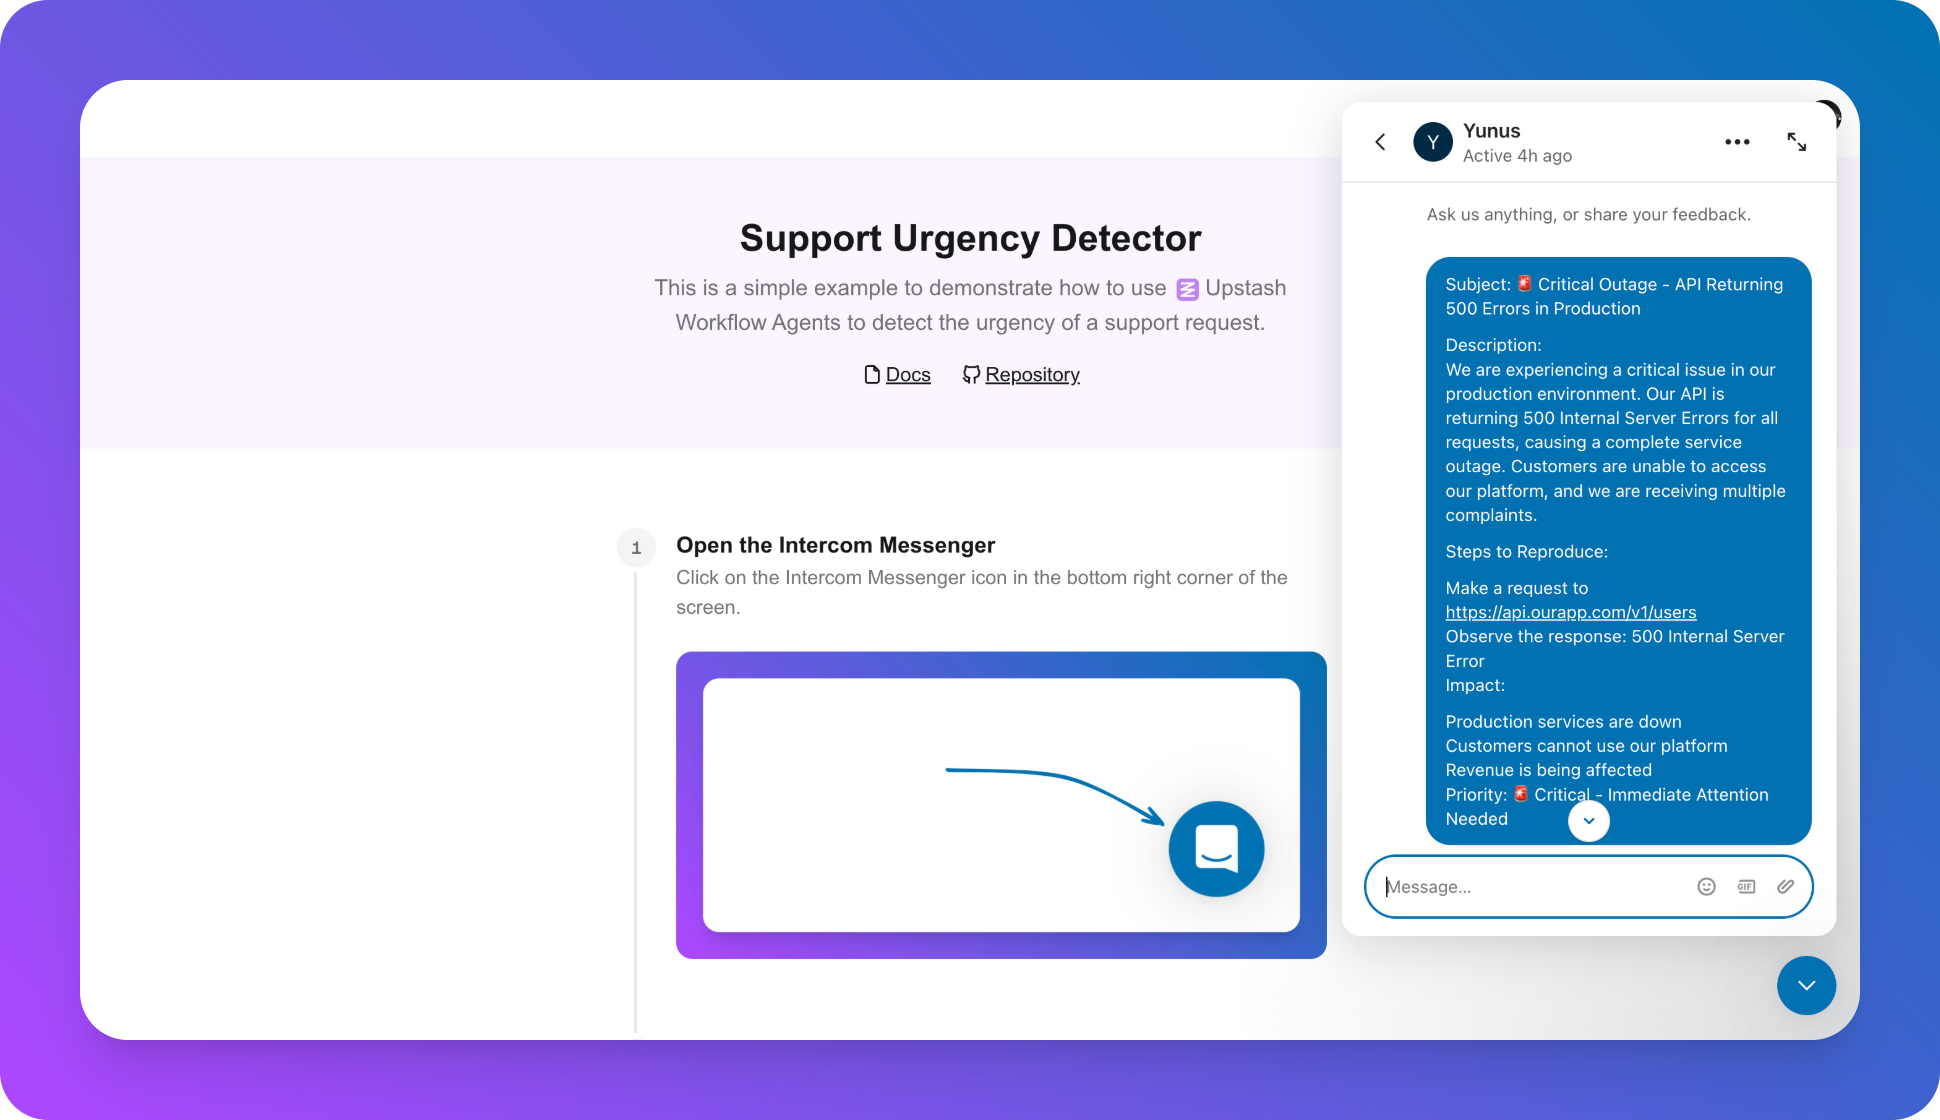 Support Urgency Detector
This is a simple example to demonstrate how to use Upstash
Workflow Agents to detect the urgency of a support request.
Docs Repository
1
Open the Intercom Messenger
Click on the Intercom Messenger icon in the bottom right corner of the
screen.
Y
Yunus
Active 4h ago
Ask us anything, or share your feedback.
Subject: 🚨 Critical Outage - API Returning
500 Errors in Production
Description:
We are experiencing a critical issue in our
production environment. Our API is
returning 500 Internal Server Errors for all
requests, causing a complete service
outage. Customers are unable to access
our platform, and we are receiving multiple
complaints.
Steps to Reproduce:
Make a request to
https://api.ourapp.com/v1/users
Observe the response: 500 Internal Server
Error
Impact:
Production services are down
Customers cannot use our platform
Revenue is being affected
Priority: 🚨 Critical - Immediate Attention
Needed
Message...
GIF